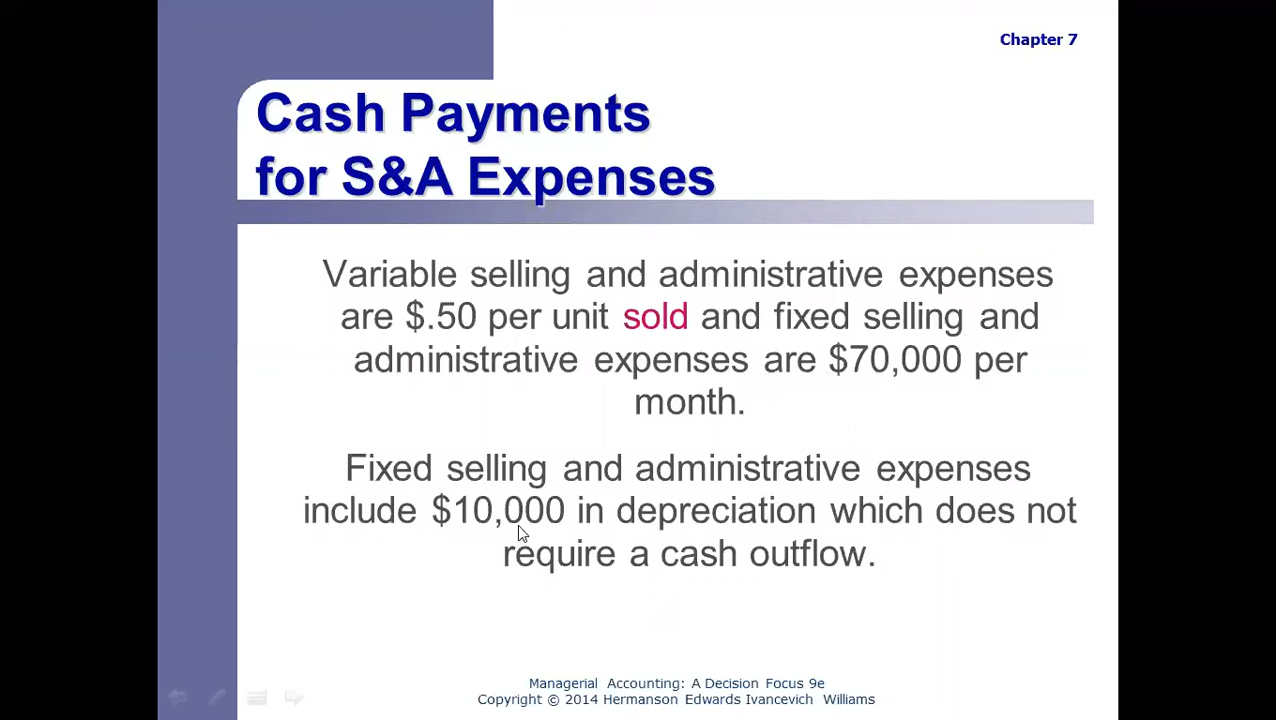 Chapter 7
Cash Payments
for S&A Expenses
Variable selling and administrative expenses
are $.50 per unit sold and fixed selling and
administrative expenses are $70,000 per
month.
Fixed selling and administrative expenses
include $10,000 in depreciation which does not
require a cash outflow.
Managerial Accounting: A Decision Focus 9e
Copyright © 2014 Hermanson Edwards Ivancevich Williams